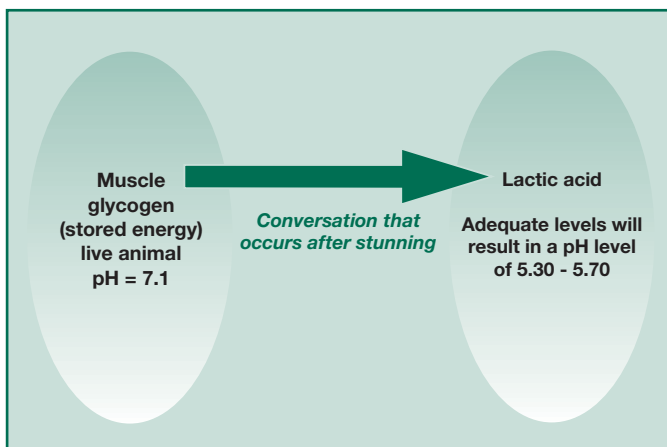 Muscle
glycogen
(stored energy)
live animal
pH = 7.1
Conversation that
occurs after stunning
Lactic acid
Adequate levels will
result in a pH level
of 5.30 - 5.70